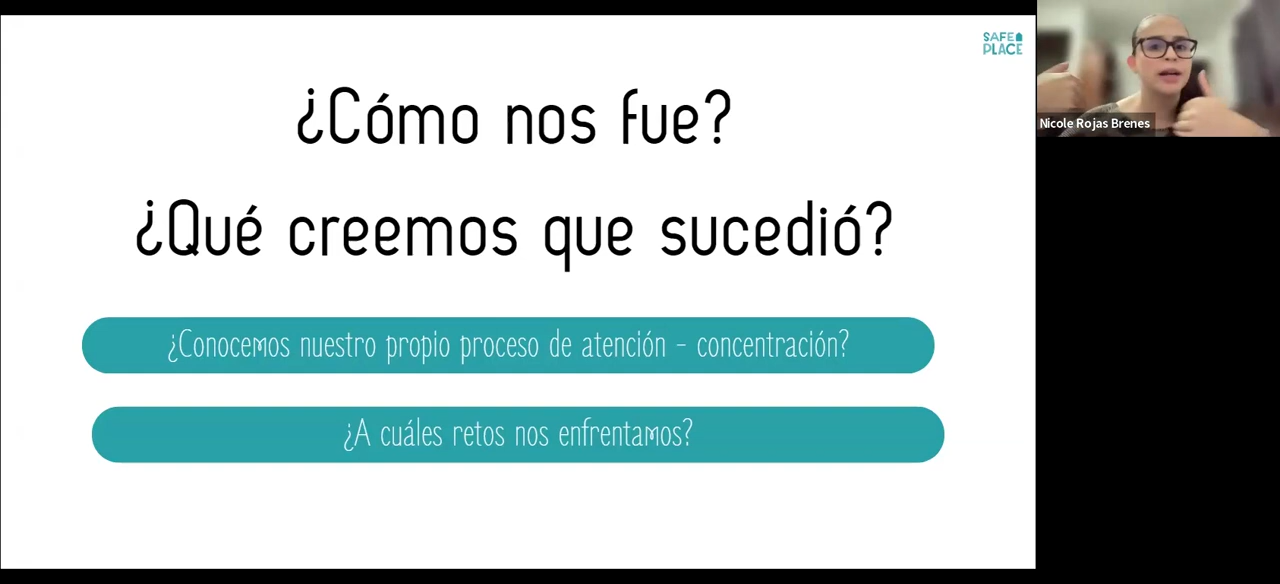 SAFE
PLACE
¿Cómo nos fue?
¿Qué creemos que sucedió?
¿Conocemos nuestro propio proceso de atención - concentración?
¿A cuáles retos nos enfrentamos?
Nicole Rojas Brenes